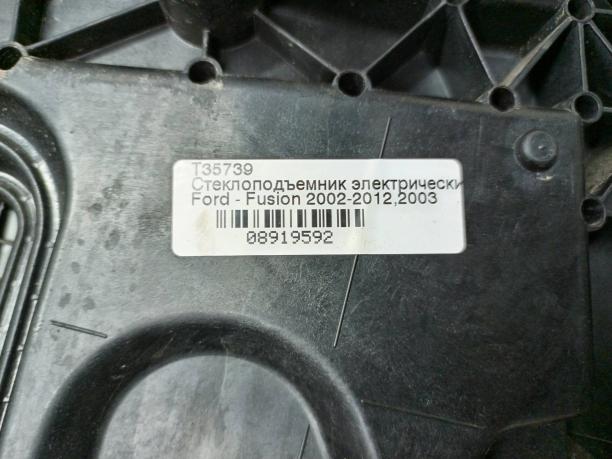 T35739
Стеклоподъемник электрически
Ford - Fusion 2002-2012,2003
08919592